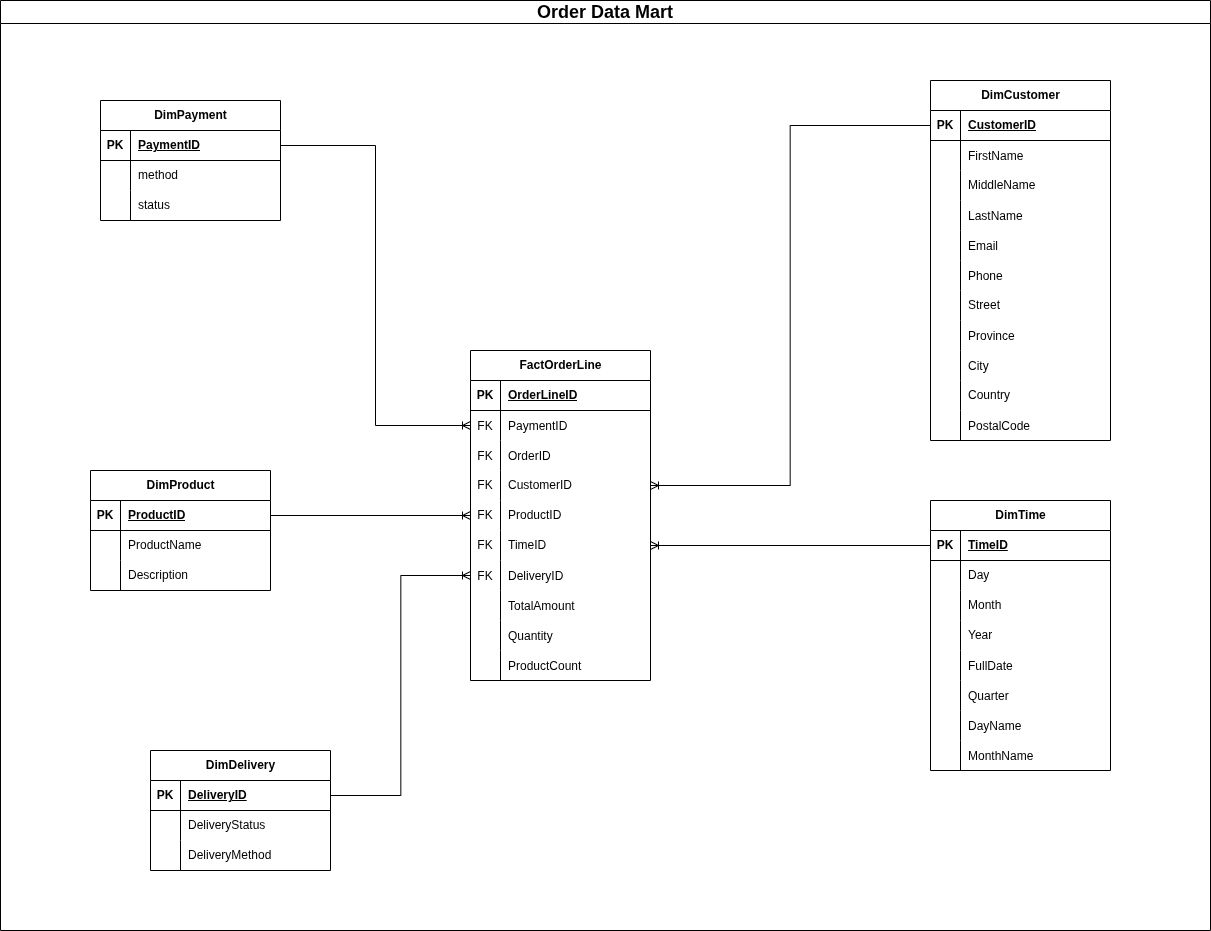 Order Data Mart
DimPayment
PK PaymentID
method
status
DimCustomer
PK CustomerID
FirstName
MiddleName
LastName
Email
Phone
Street
Province
City
Country
PostalCode
FactOrderLine
PK OrderLineID
FK PaymentID
FK OrderID
FK CustomerID
FK ProductID
FK TimeID
FK DeliveryID
TotalAmount
Quantity
ProductCount
DimProduct
PK ProductID
ProductName
Description
DimTime
PK TimeID
Day
Month
Year
FullDate
Quarter
DayName
MonthName
DimDelivery
PK DeliveryID
DeliveryStatus
DeliveryMethod